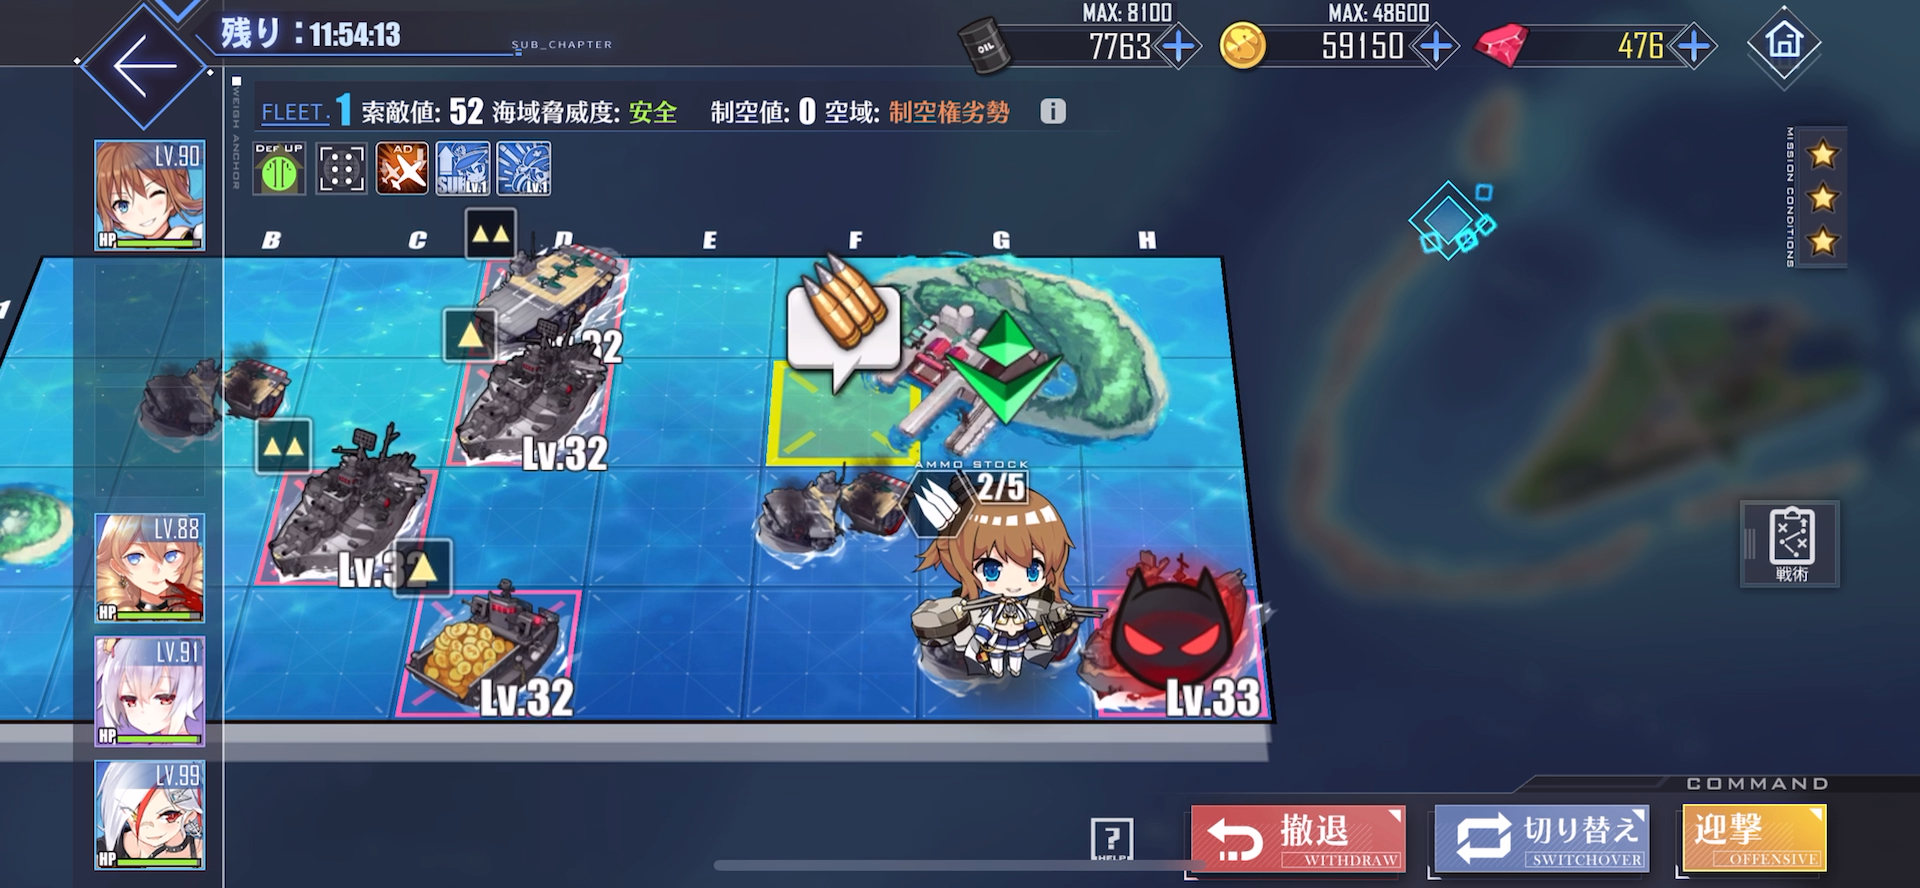 残り：11:54:13
SUB_CHAPTER
MAX: 8100
7763
OIL
MAX: 48600
59150
476
WEIGH ANCHOR
FLEET. 1 索敵値: 52 海域脅威度: 安全 制空値: 0 空域: 制空権劣勢 i
DEF UP
AD
SUB LV.1
LV.1
MISSION CONDITIONS
LV.90
HP
B C D E F G H
1
Lv.32
Lv.32
Lv.32
Lv.32
AMMO STOCK
2/5
Lv.33
LV.88
HP
LV.91
HP
LV.99
HP
戦術
COMMAND
?
HELP
撤退
WITHDRAW
切り替え
SWITCHOVER
迎撃
OFFENSIVE